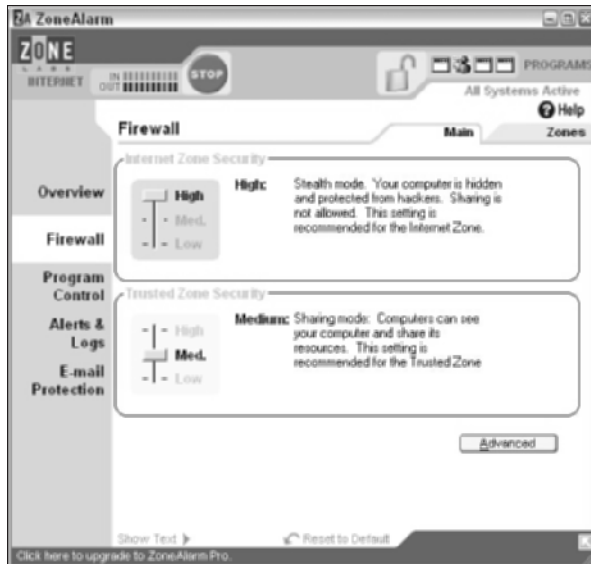 ZA ZoneAlarm
ZONE
LABS
INTERNET
IN
OUT
STOP
PROGRAMS
All Systems Active
? Help
Firewall
Main
Zones
Overview
Firewall
Program
Control
Alerts &
Logs
E-mail
Protection
Internet Zone Security
High
Med.
Low
High:
Stealth mode. Your computer is hidden
and protected from hackers. Sharing is
not allowed. This setting is
recommended for the Internet Zone.
Trusted Zone Security
High
Med.
Low
Medium:
Sharing mode: Computers can see
your computer and share its
resources. This setting is
recommended for the Trusted Zone
Advanced
Show Text
Reset to Default
Click here to upgrade to ZoneAlarm Pro.